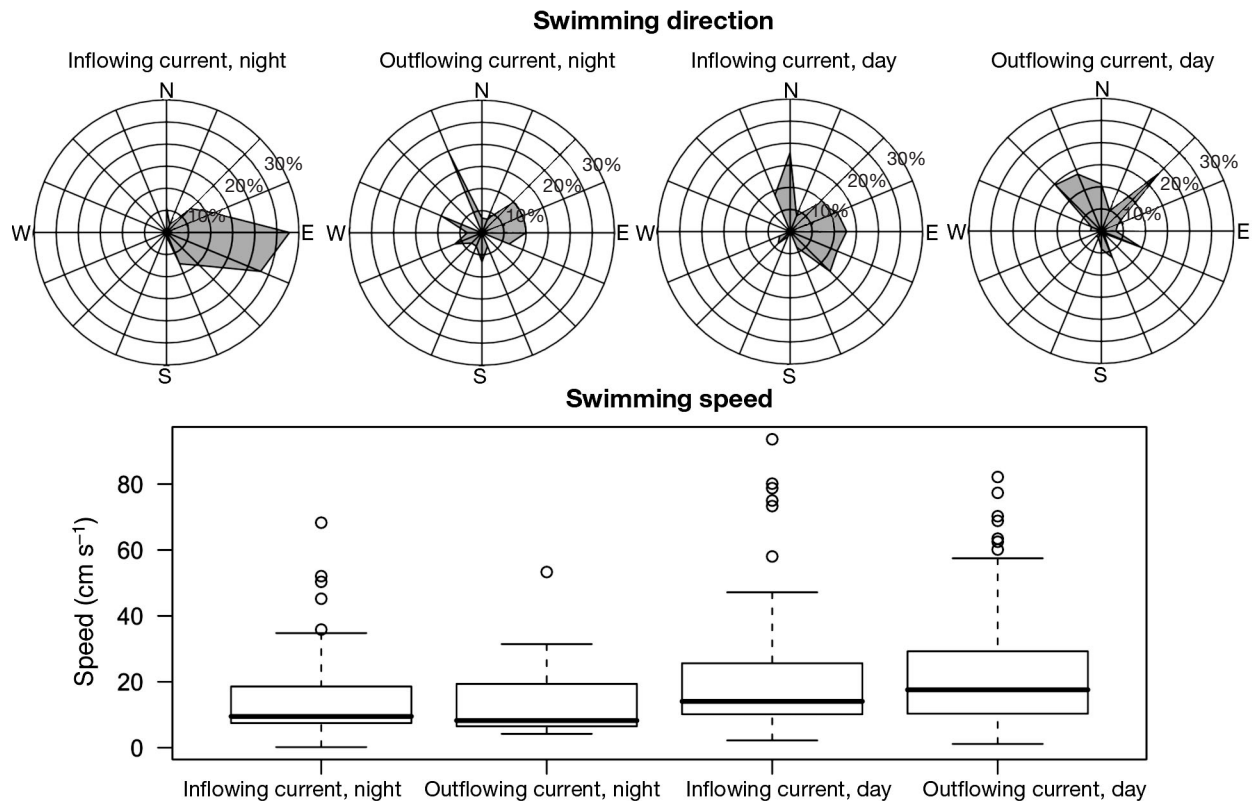 Swimming direction
Inflowing current, night
Outflowing current, night
Inflowing current, day
Outflowing current, day
N
N
N
N
30%
30%
30%
30%
20%
20%
20%
20%
10%
10%
10%
10%
W
E
W
E
W
E
W
E
S
S
S
S
Swimming speed
Speed (cm s⁻¹)
80
60
40
20
0
Inflowing current, night
Outflowing current, night
Inflowing current, day
Outflowing current, day